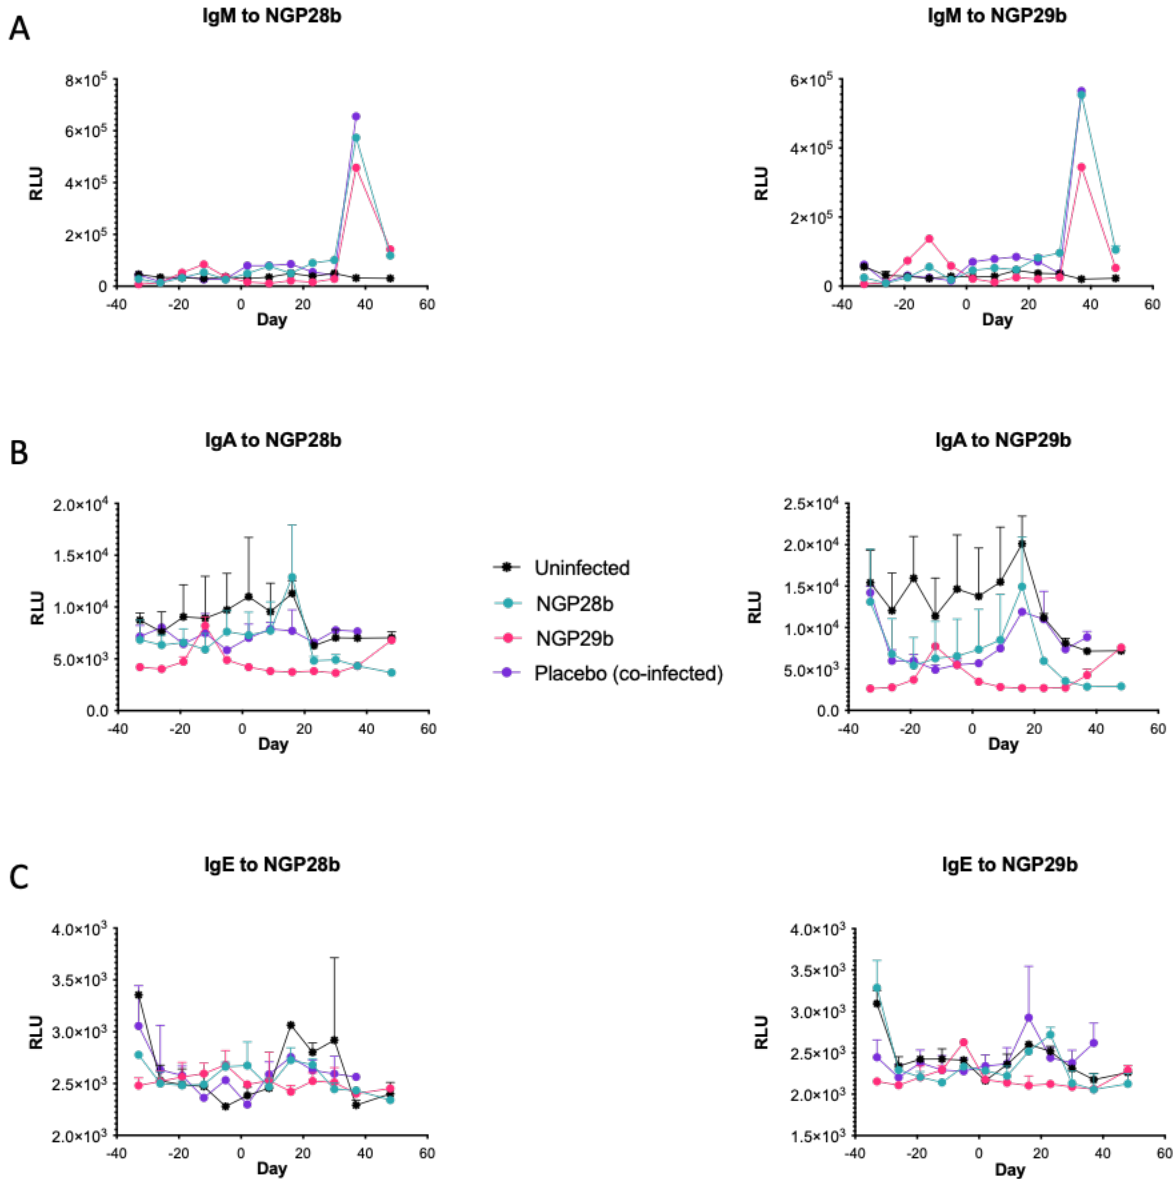 A
IgM to NGP28b
IgM to NGP29b
8×10⁵
6×10⁵
4×10⁵
2×10⁵
0
RLU
-40 -20 0 20 40 60
Day
6×10⁵
4×10⁵
2×10⁵
0
RLU
-40 -20 0 20 40 60
Day
B
IgA to NGP28b
IgA to NGP29b
2.0×10⁴
1.5×10⁴
1.0×10⁴
5.0×10³
0.0
RLU
-40 -20 0 20 40 60
Day
Uninfected
NGP28b
NGP29b
Placebo (co-infected)
2.5×10⁴
2.0×10⁴
1.5×10⁴
1.0×10⁴
5.0×10³
0.0
RLU
-40 -20 0 20 40 60
Day
C
IgE to NGP28b
IgE to NGP29b
4.0×10³
3.5×10³
3.0×10³
2.5×10³
2.0×10³
RLU
-40 -20 0 20 40 60
Day
4.0×10³
3.5×10³
3.0×10³
2.5×10³
2.0×10³
1.5×10³
RLU
-40 -20 0 20 40 60
Day